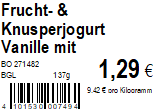 Frucht- &
Knusperjogurt
Vanille mit
BO 271482
BGL 137g
1,29 €
9.42 € pro Kilogramm
4 101530 007494